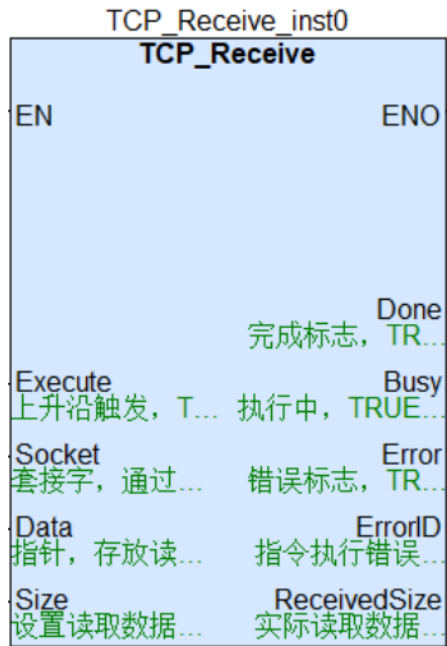 TCP_Receive_inst0
TCP_Receive
EN ENO
Done
完成标志，TR...
Execute Busy
上升沿触发，T... 执行中，TRUE...
Socket Error
套接字，通过... 错误标志，TR...
Data ErrorID
指针，存放读... 指令执行错误...
Size ReceivedSize
设置读取数据... 实际读取数据...